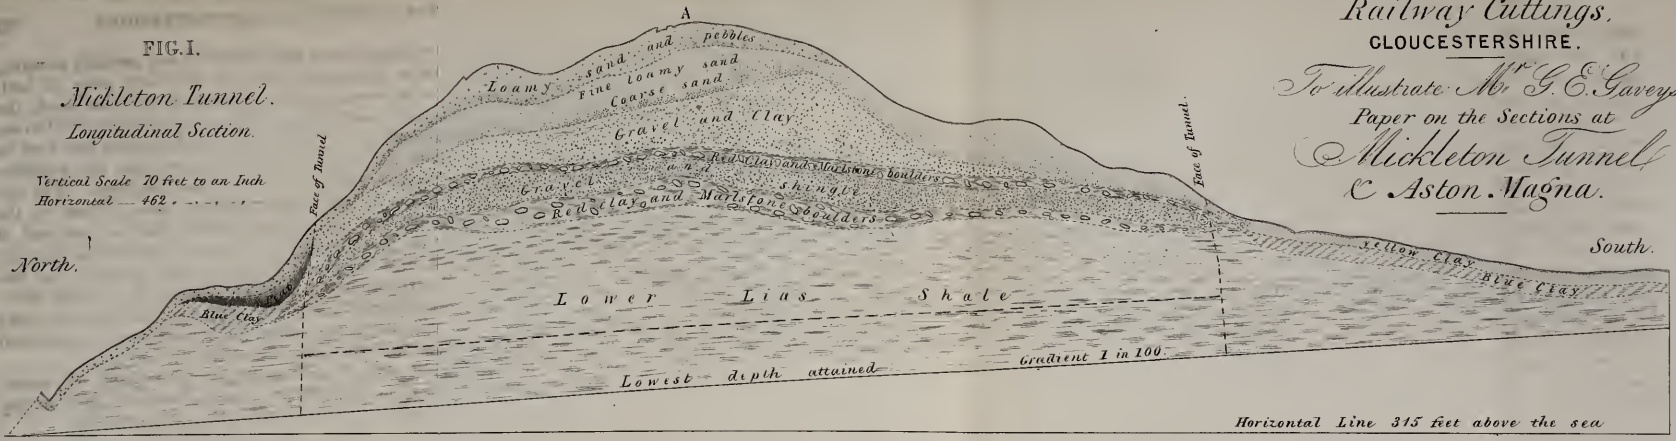 FIG. I.
Mickleton Tunnel.
Longitudinal Section.
Vertical Scale 70 feet to an Inch
Horizontal — 462 " - " - " -
North.
Face of Tunnel
A
Loamy sand and pebbles
Fine loamy sand
Coarse sand
Gravel and Clay
Red Clay and Marlstone boulders
Gravel and shingle
Red clay and Marlstone boulders
Blue Clay
Lower Lias Shale
Lowest depth attained
Gradient 1 in 100.
Face of Tunnel.
Railway Cuttings.
GLOUCESTERSHIRE.
To illustrate Mr G. E. Gaveys
Paper on the Sections at
Mickleton Tunnel
& Aston Magna.
South.
yellow Clay
Blue Clay
Horizontal Line 315 feet above the sea